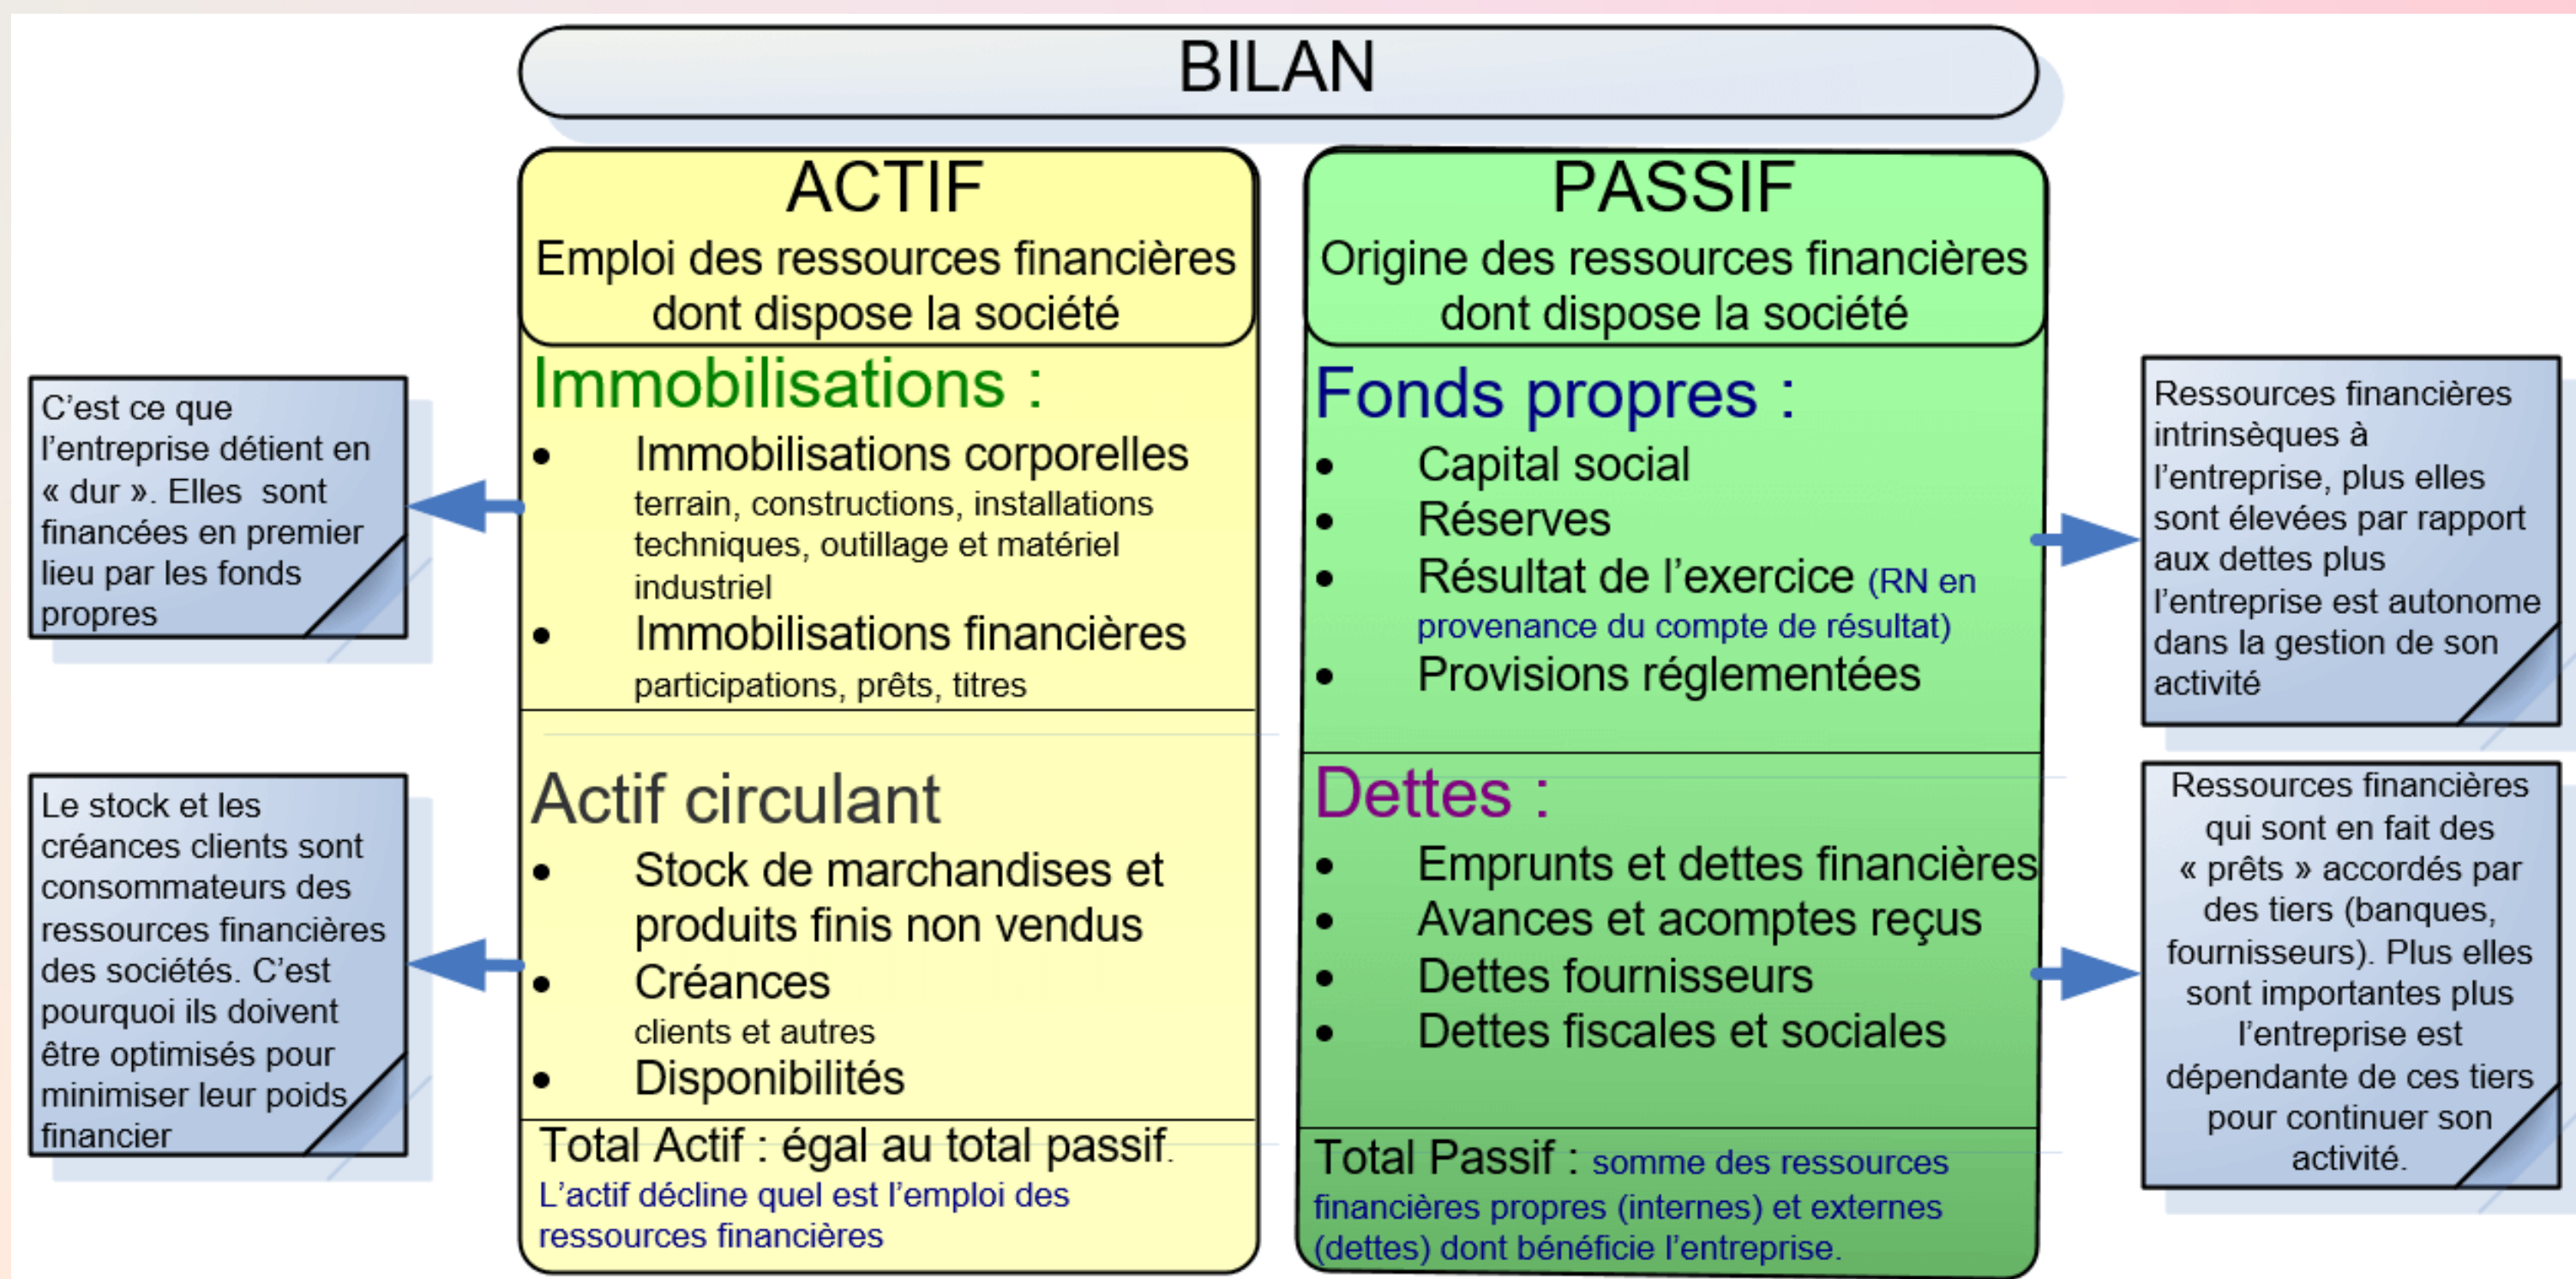 BILAN
ACTIF
Emploi des ressources financières
dont dispose la société
Immobilisations :
• Immobilisations corporelles
terrain, constructions, installations
techniques, outillage et matériel
industriel
• Immobilisations financières
participations, prêts, titres
Actif circulant
• Stock de marchandises et
produits finis non vendus
• Créances
clients et autres
• Disponibilités
Total Actif : égal au total passif.
L’actif décline quel est l’emploi des
ressources financières
PASSIF
Origine des ressources financières
dont dispose la société
Fonds propres :
• Capital social
• Réserves
• Résultat de l’exercice (RN en
provenance du compte de résultat)
• Provisions réglementées
Dettes :
• Emprunts et dettes financières
• Avances et acomptes reçus
• Dettes fournisseurs
• Dettes fiscales et sociales
Total Passif : somme des ressources
financières propres (internes) et externes
(dettes) dont bénéficie l’entreprise.
C’est ce que
l’entreprise détient en
« dur ». Elles sont
financées en premier
lieu par les fonds
propres
Le stock et les
créances clients sont
consommateurs des
ressources financières
des sociétés. C’est
pourquoi ils doivent
être optimisés pour
minimiser leur poids
financier
Ressources financières
intrinsèques à
l’entreprise, plus elles
sont élevées par rapport
aux dettes plus
l’entreprise est autonome
dans la gestion de son
activité
Ressources financières
qui sont en fait des
« prêts » accordés par
des tiers (banques,
fournisseurs). Plus elles
sont importantes plus
l’entreprise est
dépendante de ces tiers
pour continuer son
activité.